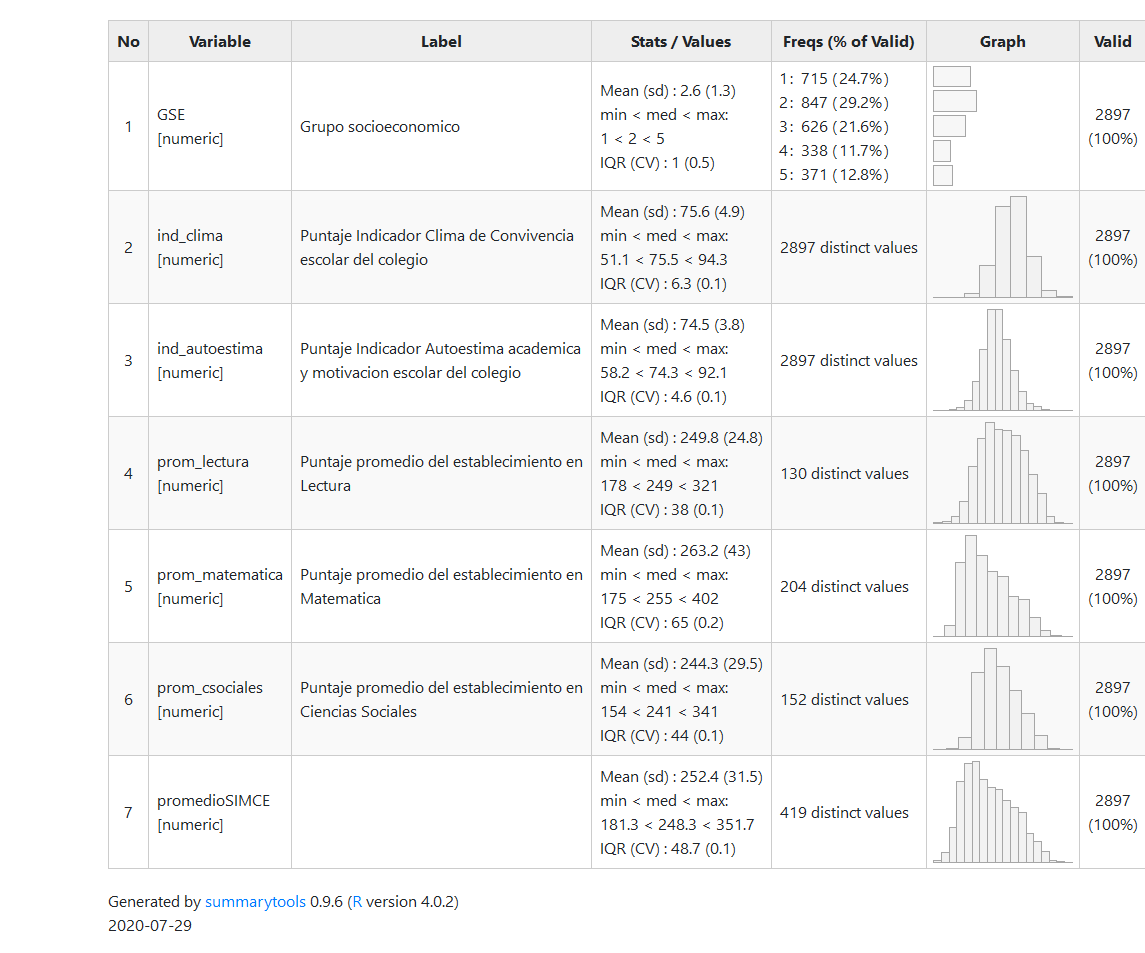 No Variable Label Stats / Values Freqs (% of Valid) Graph Valid
1
GSE
[numeric]
Grupo socioeconomico
Mean (sd) : 2.6 (1.3)
min < med < max:
1 < 2 < 5
IQR (CV) : 1 (0.5)
1: 715 (24.7%)
2: 847 (29.2%)
3: 626 (21.6%)
4: 338 (11.7%)
5: 371 (12.8%)
2897
(100%)
2
ind_clima
[numeric]
Puntaje Indicador Clima de Convivencia
escolar del colegio
Mean (sd) : 75.6 (4.9)
min < med < max:
51.1 < 75.5 < 94.3
IQR (CV) : 6.3 (0.1)
2897 distinct values
2897
(100%)
3
ind_autoestima
[numeric]
Puntaje Indicador Autoestima academica
y motivacion escolar del colegio
Mean (sd) : 74.5 (3.8)
min < med < max:
58.2 < 74.3 < 92.1
IQR (CV) : 4.6 (0.1)
2897 distinct values
2897
(100%)
4
prom_lectura
[numeric]
Puntaje promedio del establecimiento en
Lectura
Mean (sd) : 249.8 (24.8)
min < med < max:
178 < 249 < 321
IQR (CV) : 38 (0.1)
130 distinct values
2897
(100%)
5
prom_matematica
[numeric]
Puntaje promedio del establecimiento en
Matematica
Mean (sd) : 263.2 (43)
min < med < max:
175 < 255 < 402
IQR (CV) : 65 (0.2)
204 distinct values
2897
(100%)
6
prom_csociales
[numeric]
Puntaje promedio del establecimiento en
Ciencias Sociales
Mean (sd) : 244.3 (29.5)
min < med < max:
154 < 241 < 341
IQR (CV) : 44 (0.1)
152 distinct values
2897
(100%)
7
promedioSIMCE
[numeric]
Mean (sd) : 252.4 (31.5)
min < med < max:
181.3 < 248.3 < 351.7
IQR (CV) : 48.7 (0.1)
419 distinct values
2897
(100%)
Generated by summarytools 0.9.6 (R version 4.0.2)
2020-07-29